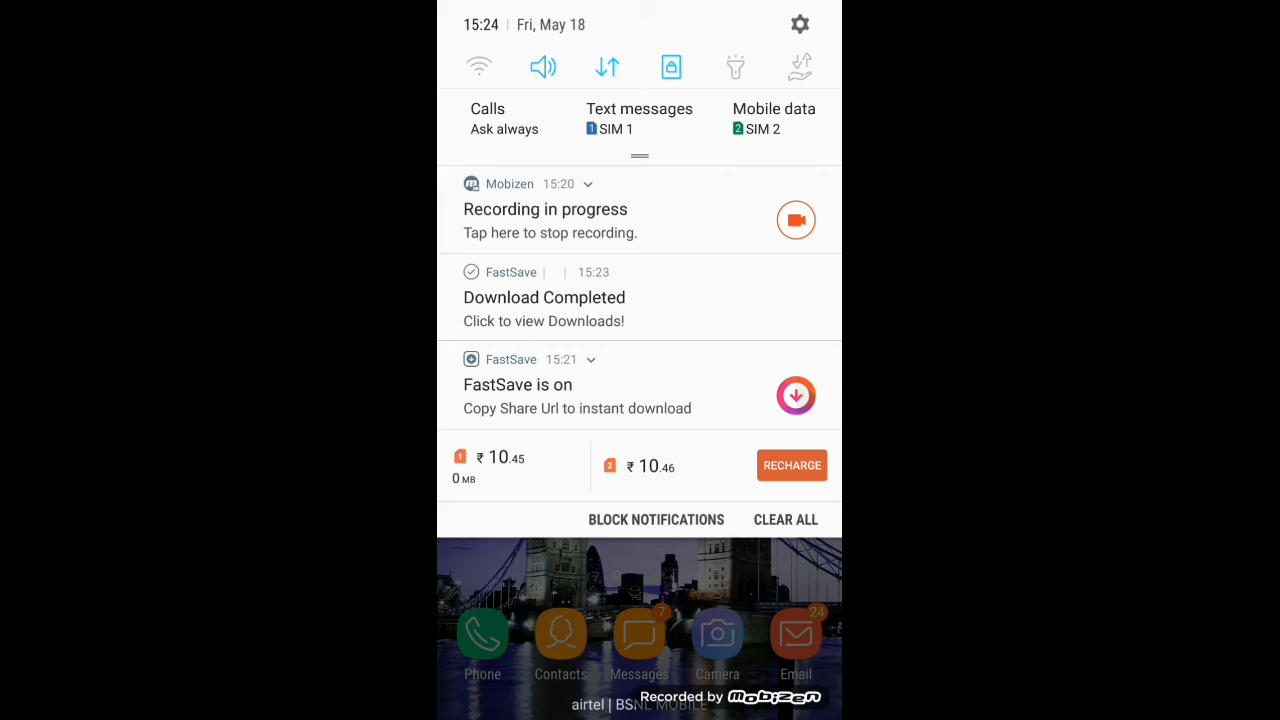 15:24 | Fri, May 18
Calls
Ask always
Text messages
1 SIM 1
Mobile data
2 SIM 2
Mobizen 15:20
Recording in progress
Tap here to stop recording.
FastSave | | 15:23
Download Completed
Click to view Downloads!
FastSave 15:21
FastSave is on
Copy Share Url to instant download
1 ₹ 10.45
0 MB
2 ₹ 10.46
RECHARGE
BLOCK NOTIFICATIONS CLEAR ALL
7
24
Phone Contacts Messages Camera Email
Recorded by mobizen
airtel | BSNL MOBILE